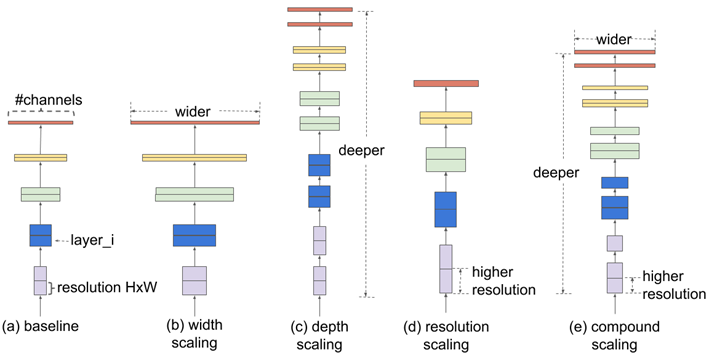 #channels
layer_i
resolution HxW
(a) baseline
wider
(b) width
scaling
deeper
(c) depth
scaling
higher
resolution
(d) resolution
scaling
wider
deeper
higher
resolution
(e) compound
scaling